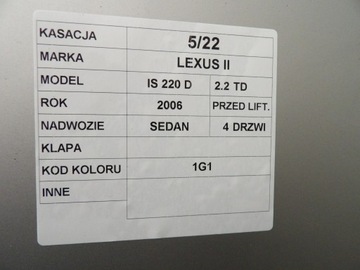 KASACJA 5/22
MARKA LEXUS II
MODEL IS 220 D 2.2 TD
ROK 2006 PRZED LIFT.
NADWOZIE SEDAN 4 DRZWI
KLAPA
KOD KOLORU 1G1
INNE